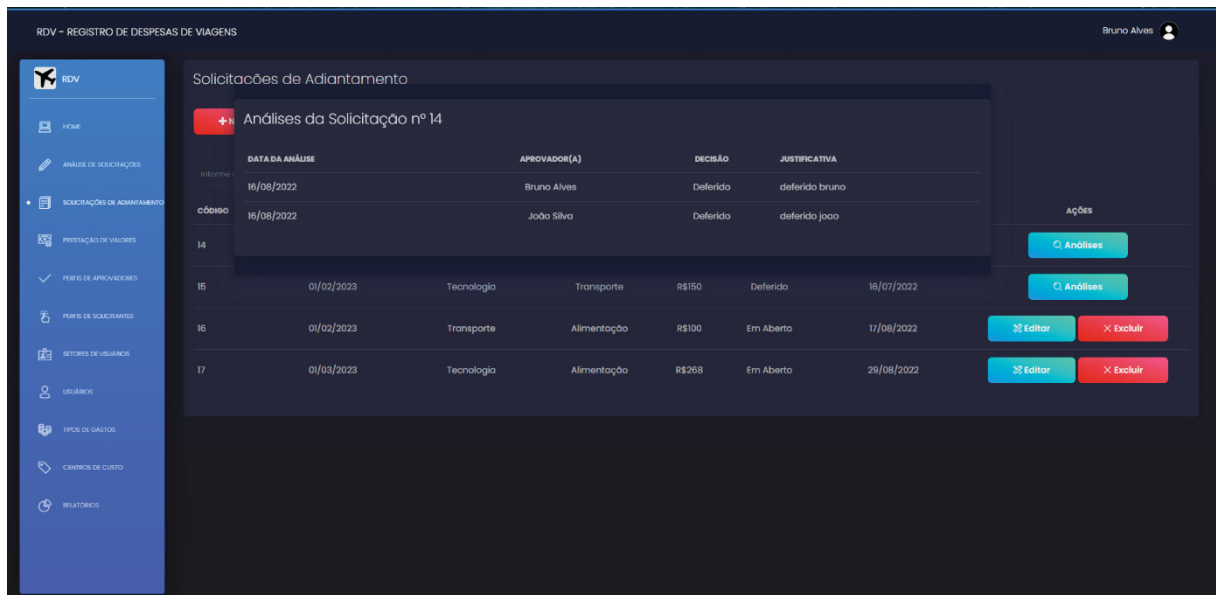 RDV - REGISTRO DE DESPESAS DE VIAGENS
Bruno Alves
RDV
HOME
ANÁLISE DE SOLICITAÇÕES
SOLICITAÇÕES DE ADIANTAMENTO
PRESTAÇÃO DE VALORES
PERFIS DE APROVADORES
PERFIS DE SOLICITANTES
SETORES DE USUÁRIOS
USUÁRIOS
TIPOS DE GASTOS
CENTROS DE CUSTO
RELATÓRIOS
Solicitações de Adiantamento
+ N
Informe
Análises da Solicitação nº 14
DATA DA ANÁLISE APROVADOR(A) DECISÃO JUSTIFICATIVA
16/08/2022 Bruno Alves Deferido deferido bruno
16/08/2022 João Silva Deferido deferido joao
CÓDIGO AÇÕES
14 Análises
15 01/02/2023 Tecnologia Transporte R$150 Deferido 16/07/2022 Análises
16 01/02/2023 Transporte Alimentação R$100 Em Aberto 17/08/2022 Editar Excluir
17 01/03/2023 Tecnologia Alimentação R$268 Em Aberto 29/08/2022 Editar Excluir